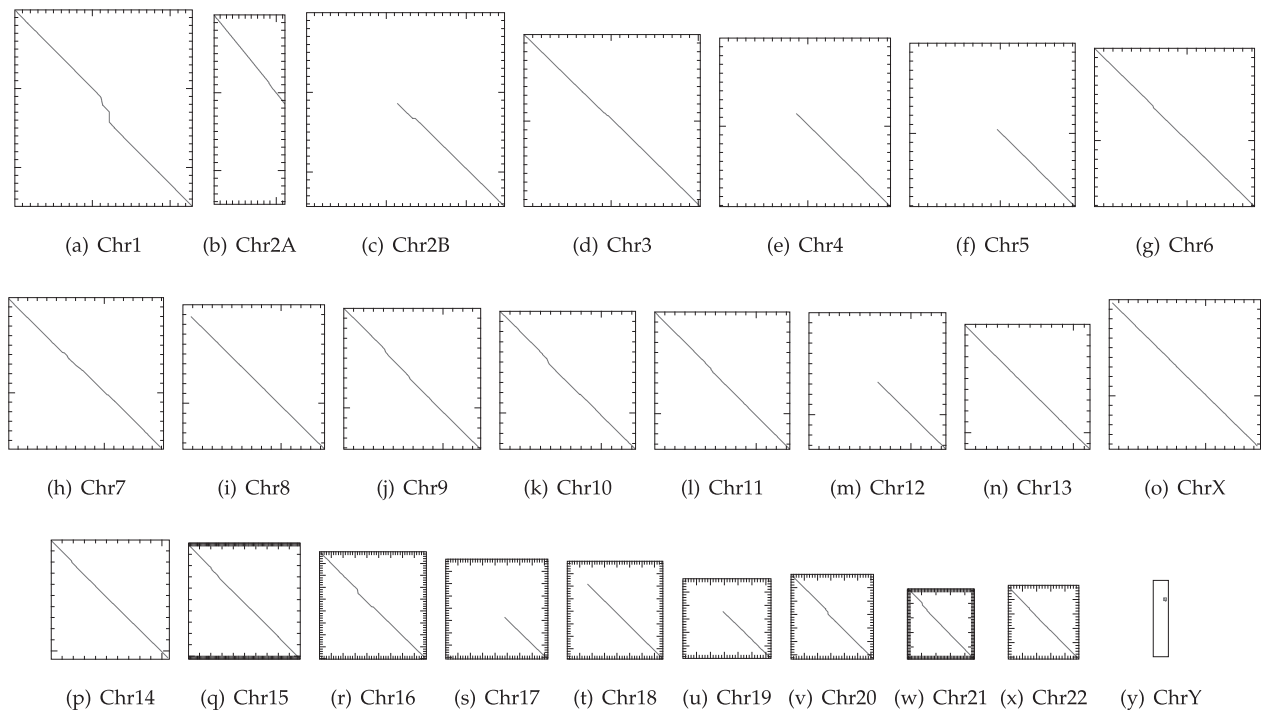 (a) Chr1 (b) Chr2A (c) Chr2B (d) Chr3 (e) Chr4 (f) Chr5 (g) Chr6
(h) Chr7 (i) Chr8 (j) Chr9 (k) Chr10 (l) Chr11 (m) Chr12 (n) Chr13 (o) ChrX
(p) Chr14 (q) Chr15 (r) Chr16 (s) Chr17 (t) Chr18 (u) Chr19 (v) Chr20 (w) Chr21 (x) Chr22 (y) ChrY